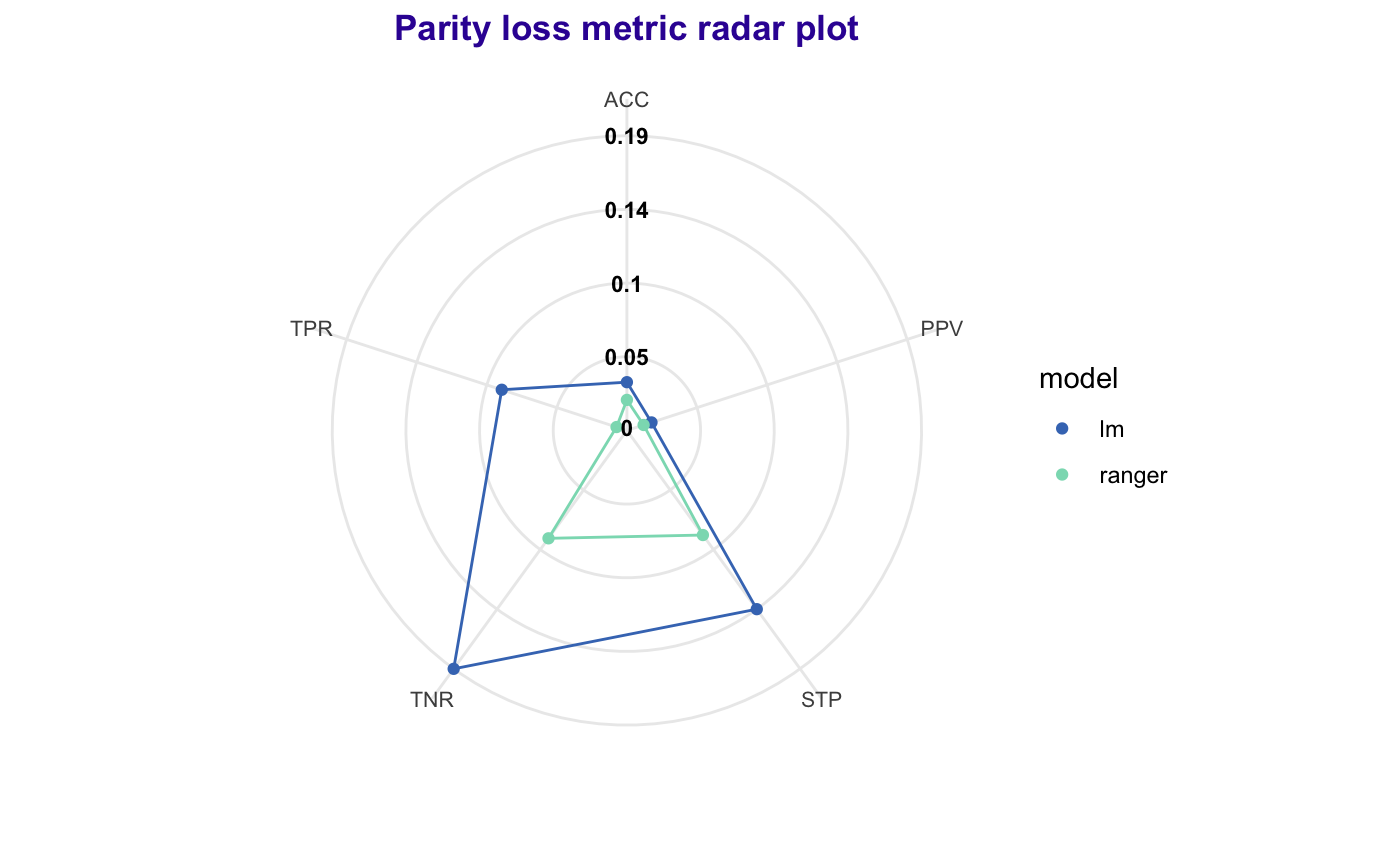 Parity loss metric radar plot
ACC
0.19
0.14
0.1
TPR
PPV
0.05
0
model
lm
ranger
TNR
STP